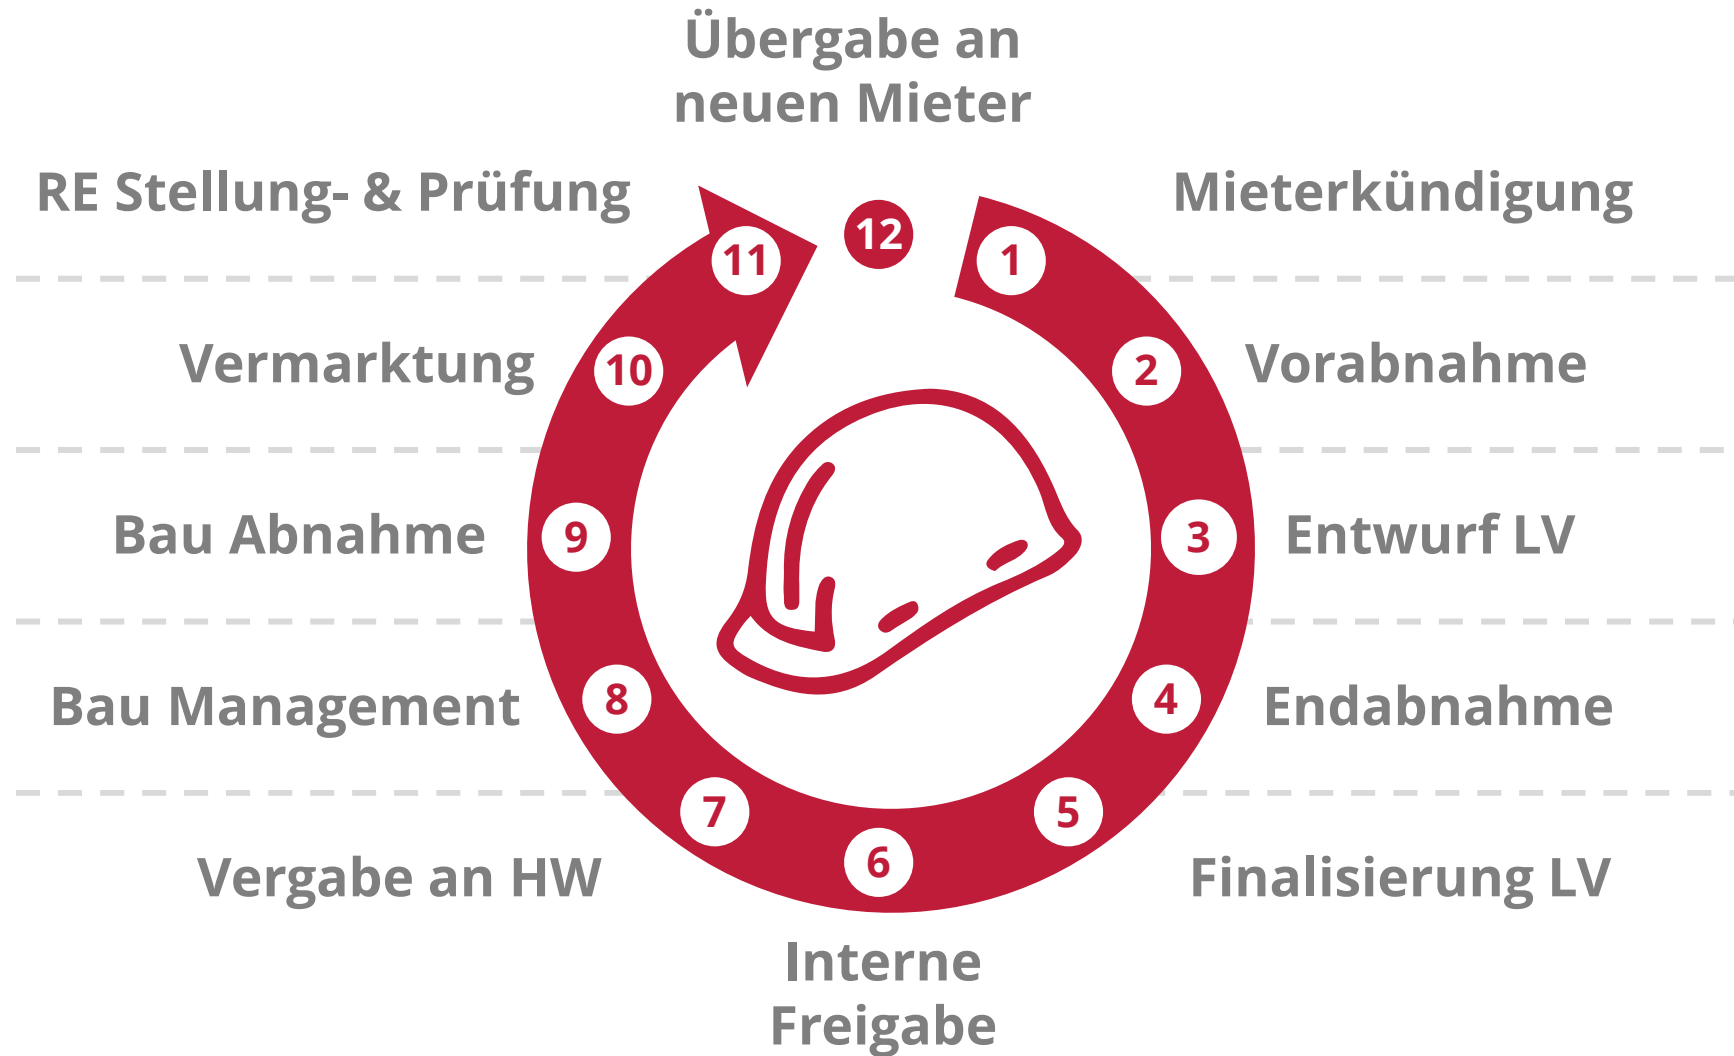 Übergabe an
neuen Mieter
12
1
Mieterkündigung
2
Vorabnahme
3
Entwurf LV
4
Endabnahme
5
Finalisierung LV
6
Interne
Freigabe
7
Vergabe an HW
8
Bau Management
9
Bau Abnahme
10
Vermarktung
11
RE Stellung- & Prüfung